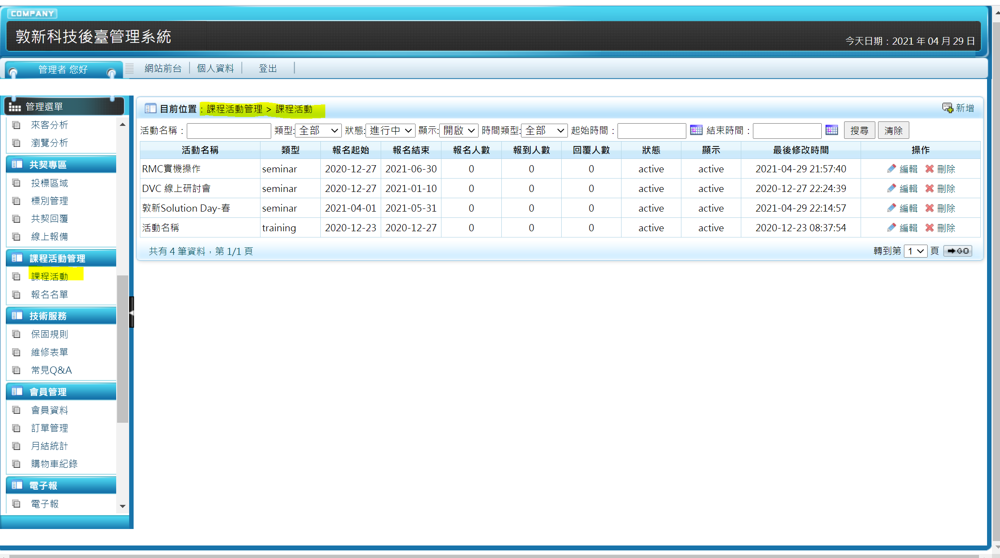 COMPANY
敦新科技後臺管理系統
今天日期：2021 年 04 月 29 日
管理者 您好
網站前台 個人資料 登出
管理選單
來客分析
瀏覽分析
共契專區
投標區域
標別管理
共契回覆
線上報備
課程活動管理
課程活動
報名名單
技術服務
保固規則
維修表單
常見Q&A
會員管理
會員資料
訂單管理
月結統計
購物車紀錄
電子報
電子報
目前位置：課程活動管理 > 課程活動
新增
活動名稱： 類型: 全部 狀態: 進行中 顯示: 開啟 時間類型: 全部 起始時間： 結束時間： 搜尋 清除
活動名稱 類型 報名起始 報名結束 報名人數 報到人數 回覆人數 狀態 顯示 最後修改時間 操作
RMC實機操作 seminar 2020-12-27 2021-06-30 0 0 0 active active 2021-04-29 21:57:40 編輯 刪除
DVC 線上研討會 seminar 2020-12-27 2021-01-10 0 0 0 active active 2020-12-27 22:24:39 編輯 刪除
敦新Solution Day-春 seminar 2021-04-01 2021-05-31 0 0 0 active active 2021-04-29 22:14:57 編輯 刪除
活動名稱 training 2020-12-23 2020-12-27 0 0 0 active active 2020-12-23 08:37:54 編輯 刪除
共有 4 筆資料，第 1/1 頁
轉到第 1 頁 GO